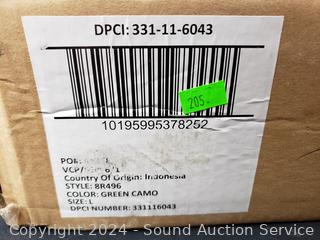 DPCI: 331-11-6043
205
10195995378252
Country Of Origin: Indonesia
STYLE: 8R496
COLOR: GREEN CAMO
SIZE: L
DPCI NUMBER: 331116043
Copyright 2024 - Sound Auction Service